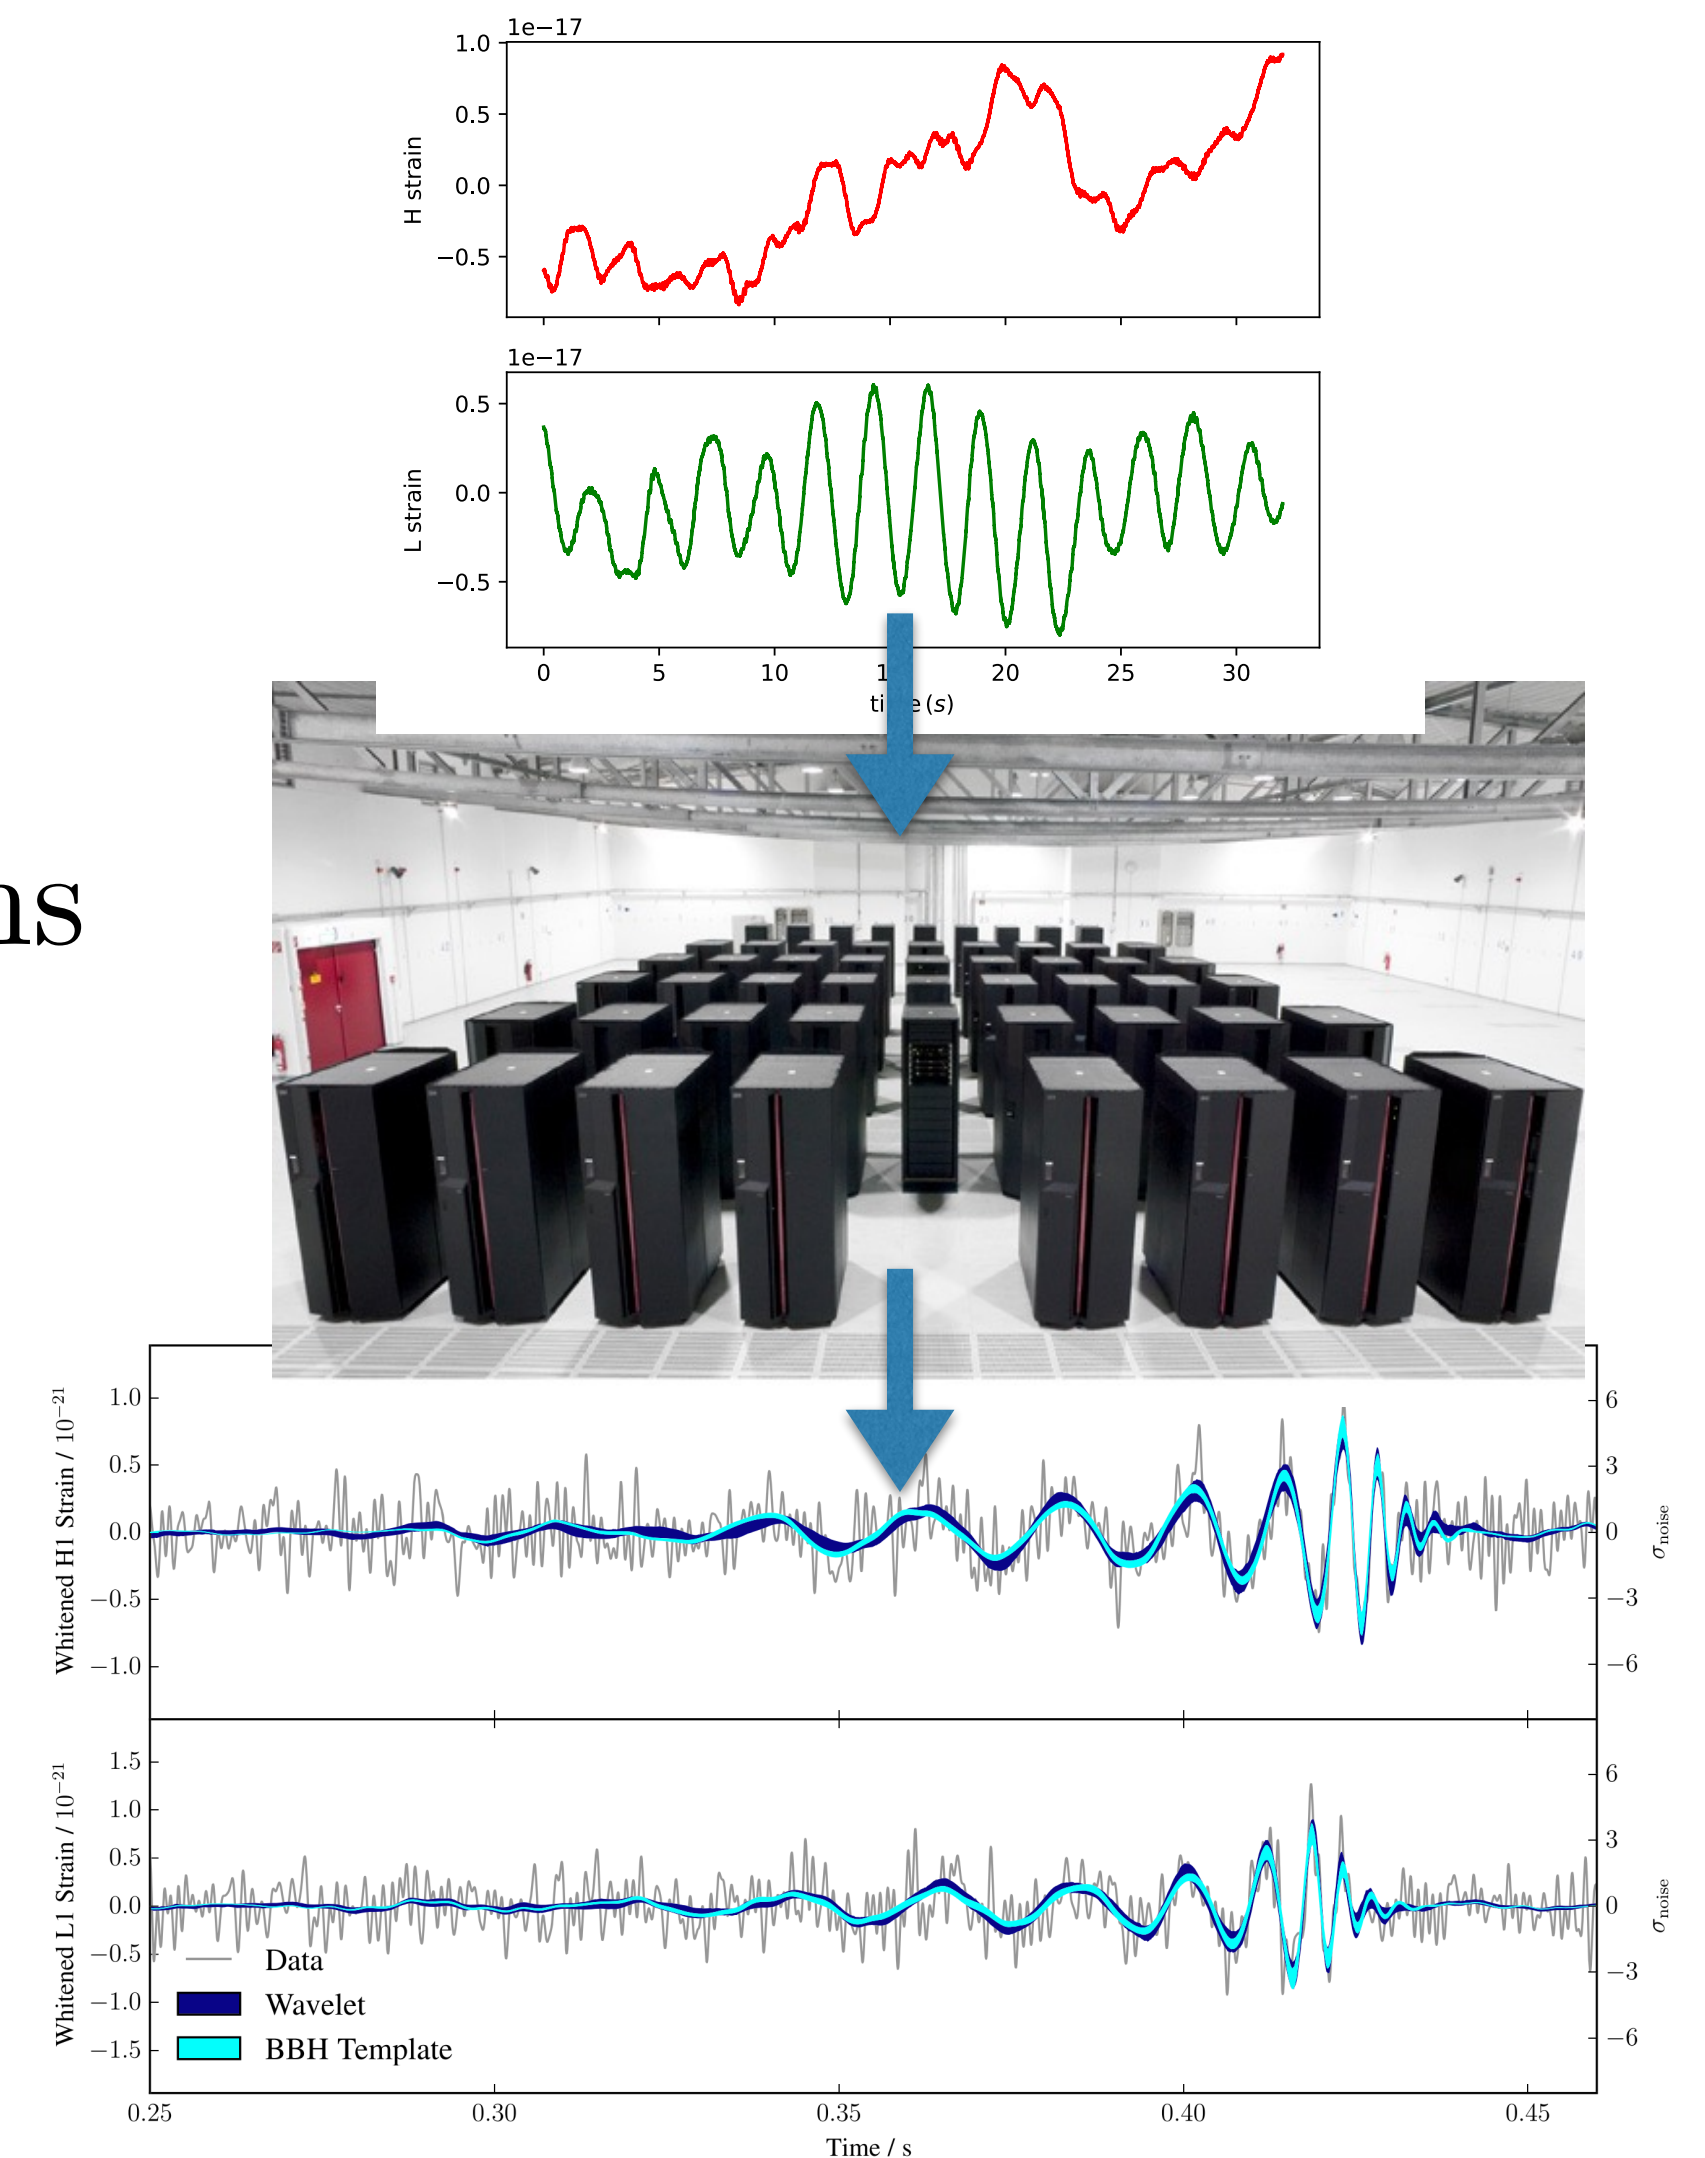 1e−17
1.0
0.5
0.0
−0.5
H strain
1e−17
0.5
0.0
−0.5
L strain
0 5 10 20 25 30
(s)
ns
1.0
0.5
0.0
−0.5
−1.0
Whitened H1 Strain / 10⁻²¹
6
3
0
−3
−6
σnoise
1.5
1.0
0.5
0.0
−0.5
−1.0
−1.5
Whitened L1 Strain / 10⁻²¹
6
3
0
−3
−6
σnoise
Data
Wavelet
BBH Template
0.25 0.30 0.35 0.40 0.45
Time / s